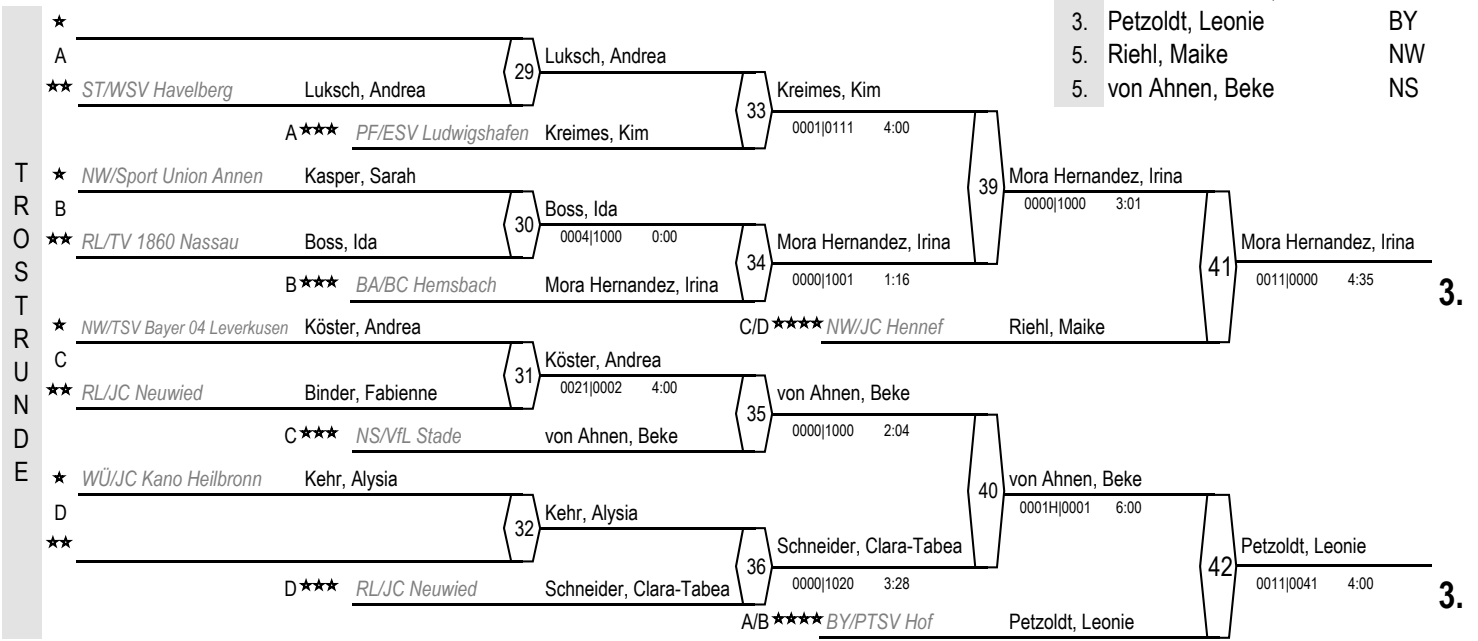 3. Petzoldt, Leonie BY
5. Riehl, Maike NW
5. von Ahnen, Beke NS
TROSTRUNDE
★
A
★★ ST/WSV Havelberg Luksch, Andrea
29
Luksch, Andrea
A★★★ PF/ESV Ludwigshafen Kreimes, Kim
33
Kreimes, Kim
0001|0111 4:00
★ NW/Sport Union Annen Kasper, Sarah
B
★★ RL/TV 1860 Nassau Boss, Ida
30
Boss, Ida
0004|1000 0:00
B★★★ BA/BC Hemsbach Mora Hernandez, Irina
34
Mora Hernandez, Irina
0000|1001 1:16
39
Mora Hernandez, Irina
0000|1000 3:01
C/D★★★★ NW/JC Hennef Riehl, Maike
41
Mora Hernandez, Irina
0011|0000 4:35
3.
★ NW/TSV Bayer 04 Leverkusen Köster, Andrea
C
★★ RL/JC Neuwied Binder, Fabienne
31
Köster, Andrea
0021|0002 4:00
C★★★ NS/VfL Stade von Ahnen, Beke
35
von Ahnen, Beke
0000|1000 2:04
★ WÜ/JC Kano Heilbronn Kehr, Alysia
D
★★
32
Kehr, Alysia
D★★★ RL/JC Neuwied Schneider, Clara-Tabea
36
Schneider, Clara-Tabea
0000|1020 3:28
40
von Ahnen, Beke
0001H|0001 6:00
A/B★★★★ BY/PTSV Hof Petzoldt, Leonie
42
Petzoldt, Leonie
0011|0041 4:00
3.